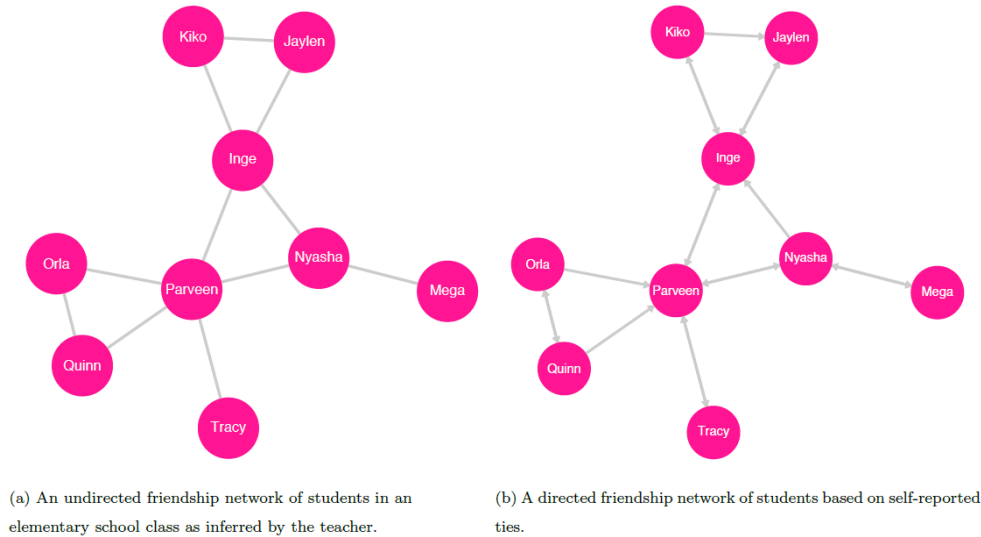 Kiko
Jaylen
Inge
Orla
Parveen
Nyasha
Mega
Quinn
Tracy
(a) An undirected friendship network of students in an
elementary school class as inferred by the teacher.
Kiko
Jaylen
Inge
Orla
Parveen
Nyasha
Mega
Quinn
Tracy
(b) A directed friendship network of students based on self-reported
ties.